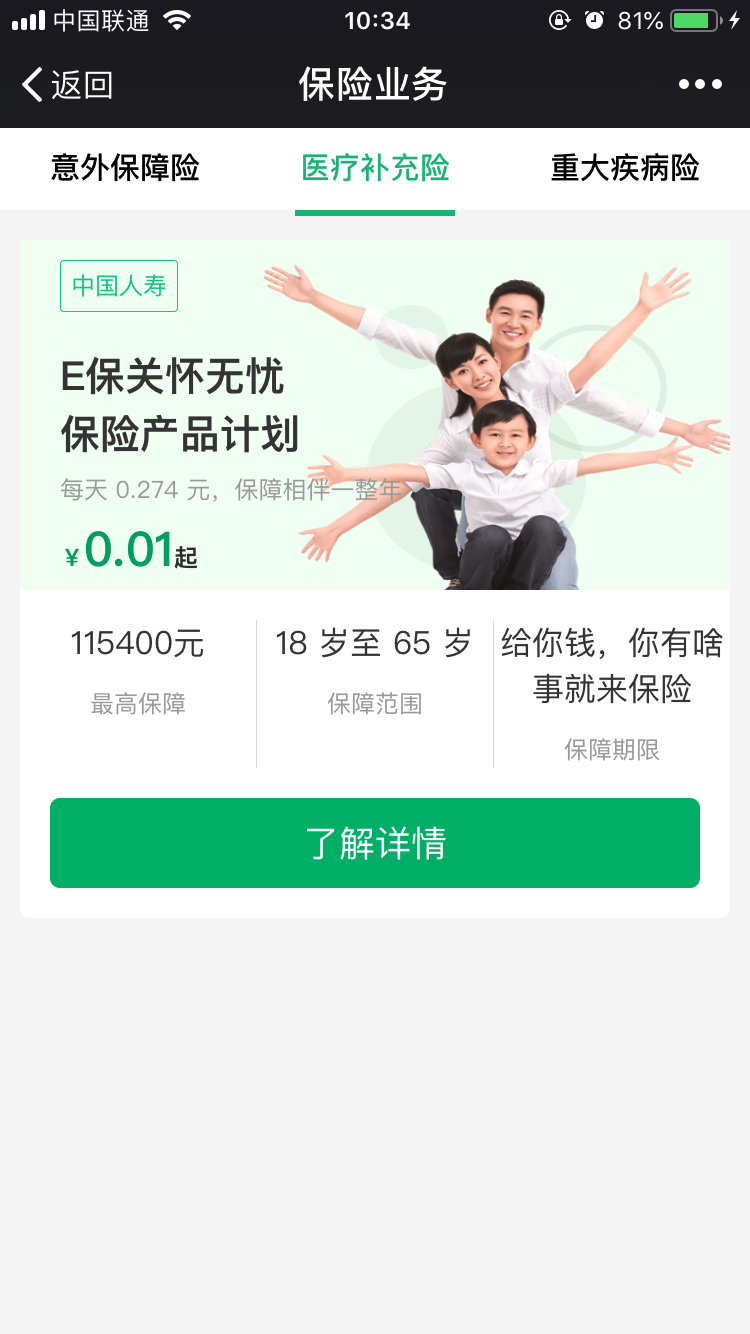 中国联通
10:34
81%
返回
保险业务
意外保障险
医疗补充险
重大疾病险
中国人寿
E保关怀无忧
保险产品计划
每天 0.274 元，保障相伴一整年
¥0.01起
115400元
最高保障
18 岁至 65 岁
保障范围
给你钱，你有啥
事就来保险
保障期限
了解详情